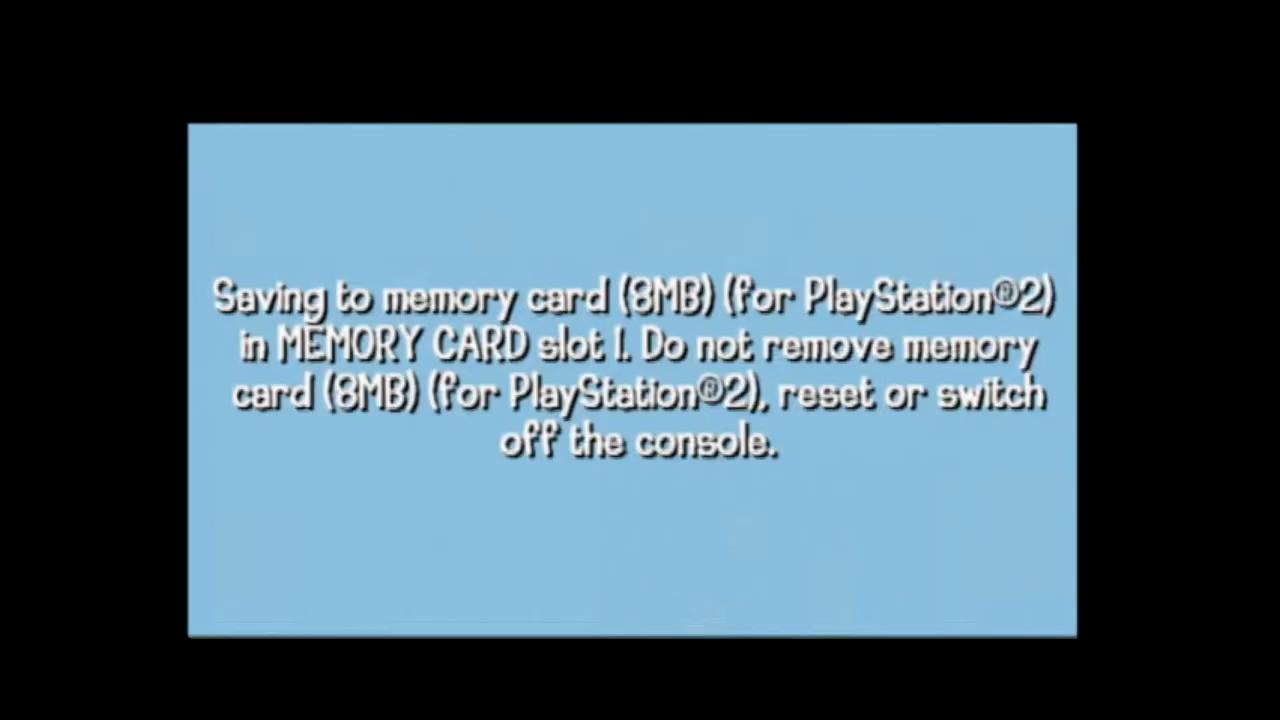 Saving to memory card (8MB) (for PlayStation®2)
in MEMORY CARD slot 1. Do not remove memory
card (8MB) (for PlayStation®2), reset or switch
off the console.